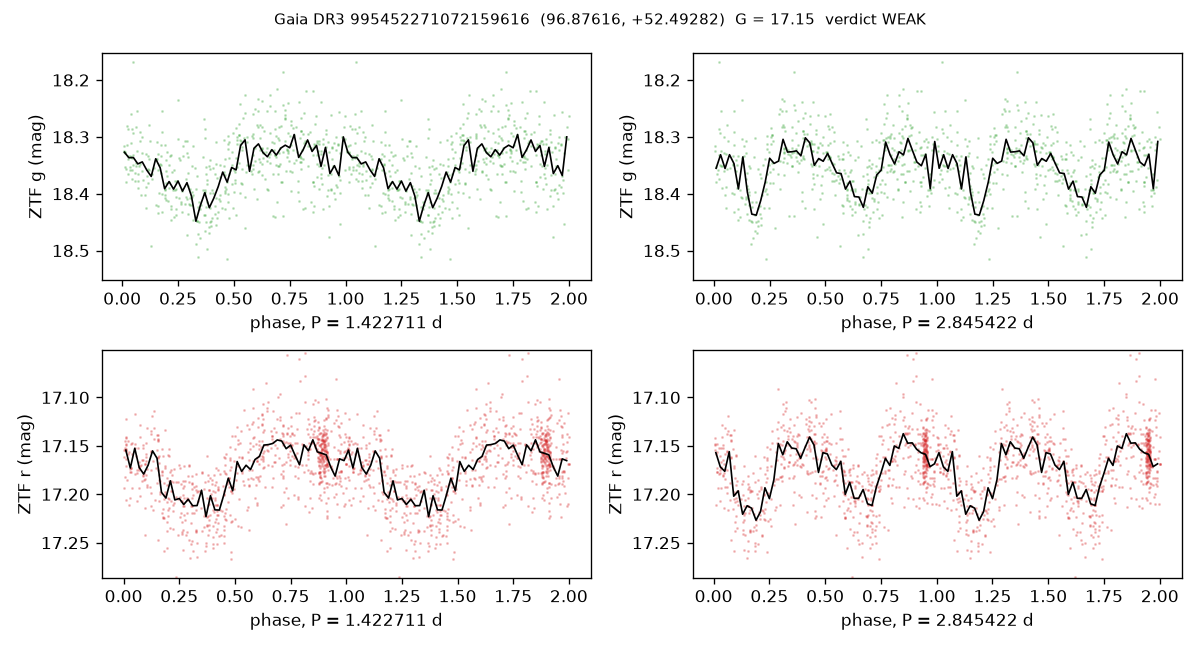 Gaia DR3 995452271072159616  (96.87616, +52.49282)  G = 17.15  verdict WEAK
ZTF g (mag)
18.2
18.3
18.4
18.5
0.00 0.25 0.50 0.75 1.00 1.25 1.50 1.75 2.00
phase, P = 1.422711 d
ZTF g (mag)
18.2
18.3
18.4
18.5
0.00 0.25 0.50 0.75 1.00 1.25 1.50 1.75 2.00
phase, P = 2.845422 d
ZTF r (mag)
17.10
17.15
17.20
17.25
0.00 0.25 0.50 0.75 1.00 1.25 1.50 1.75 2.00
phase, P = 1.422711 d
ZTF r (mag)
17.10
17.15
17.20
17.25
0.00 0.25 0.50 0.75 1.00 1.25 1.50 1.75 2.00
phase, P = 2.845422 d